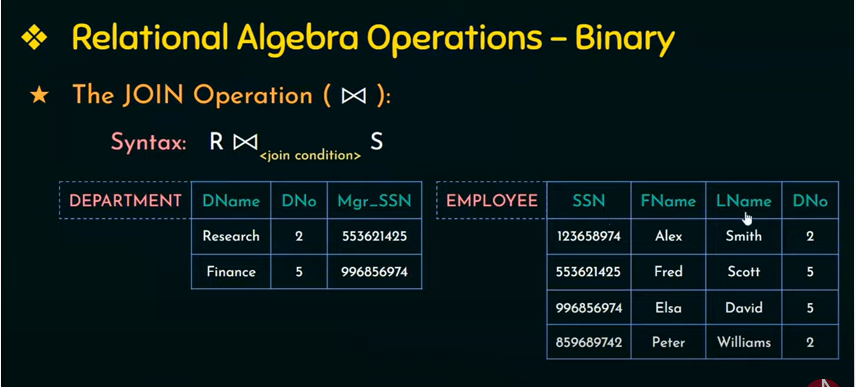 ❖ Relational Algebra Operations – Binary
★ The JOIN Operation ( ⋈ ):
Syntax: R ⋈ <join condition> S
DEPARTMENT DName DNo Mgr_SSN
Research 2 553621425
Finance 5 996856974
EMPLOYEE SSN FName LName DNo
123658974 Alex Smith 2
553621425 Fred Scott 5
996856974 Elsa David 5
859689742 Peter Williams 2